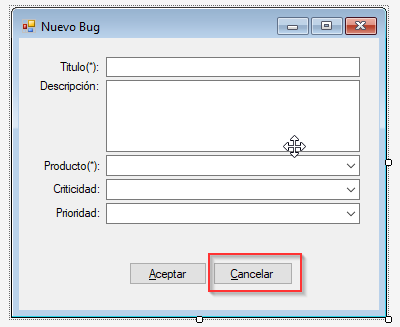 Nuevo Bug
Titulo(*):
Descripción:
Producto(*):
Criticidad:
Prioridad:
Aceptar
Cancelar